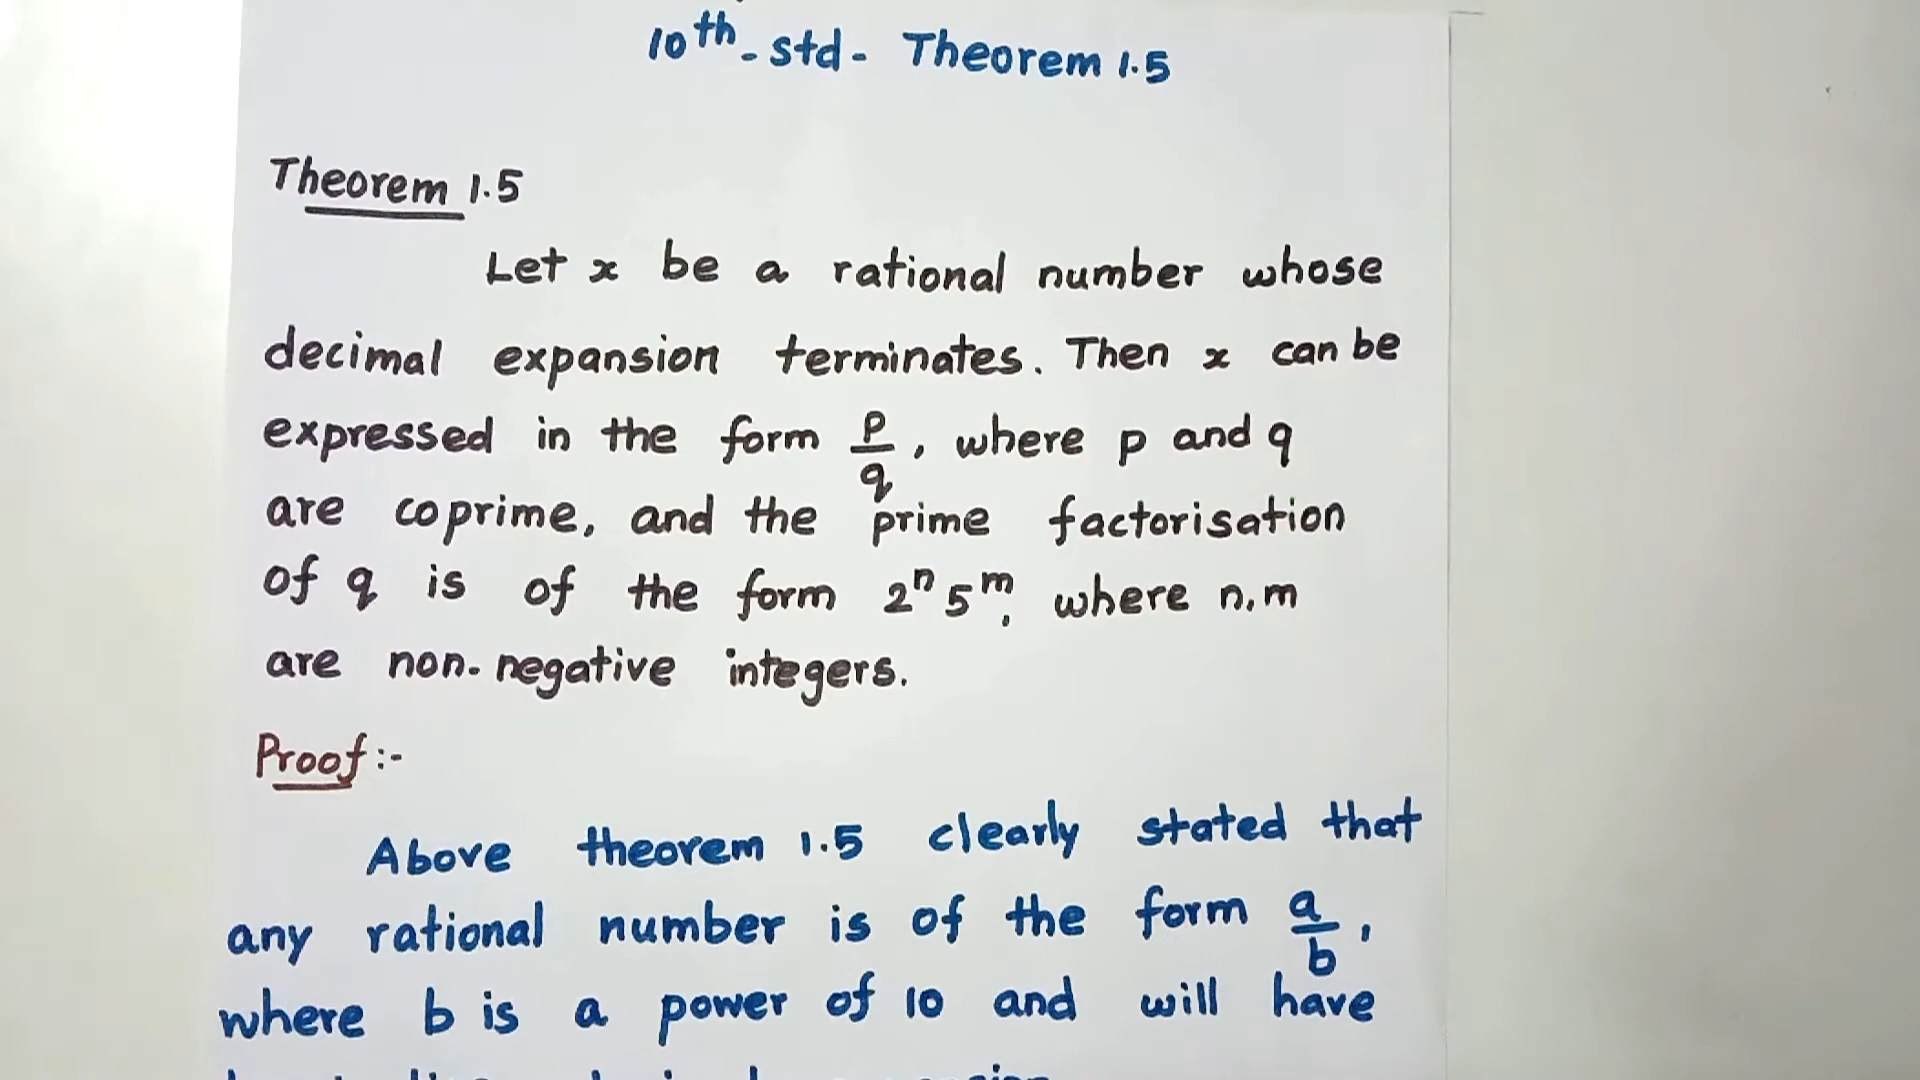 10th - std - Theorem 1.5
Theorem 1.5
Let x be a rational number whose
decimal expansion terminates. Then x can be
expressed in the form p/q, where p and q
are coprime, and the prime factorisation
of q is of the form 2ⁿ 5ᵐ, where n, m
are non-negative integers.
Proof :-
Above theorem 1.5 clearly stated that
any rational number is of the form a/b,
where b is a power of 10 and will have